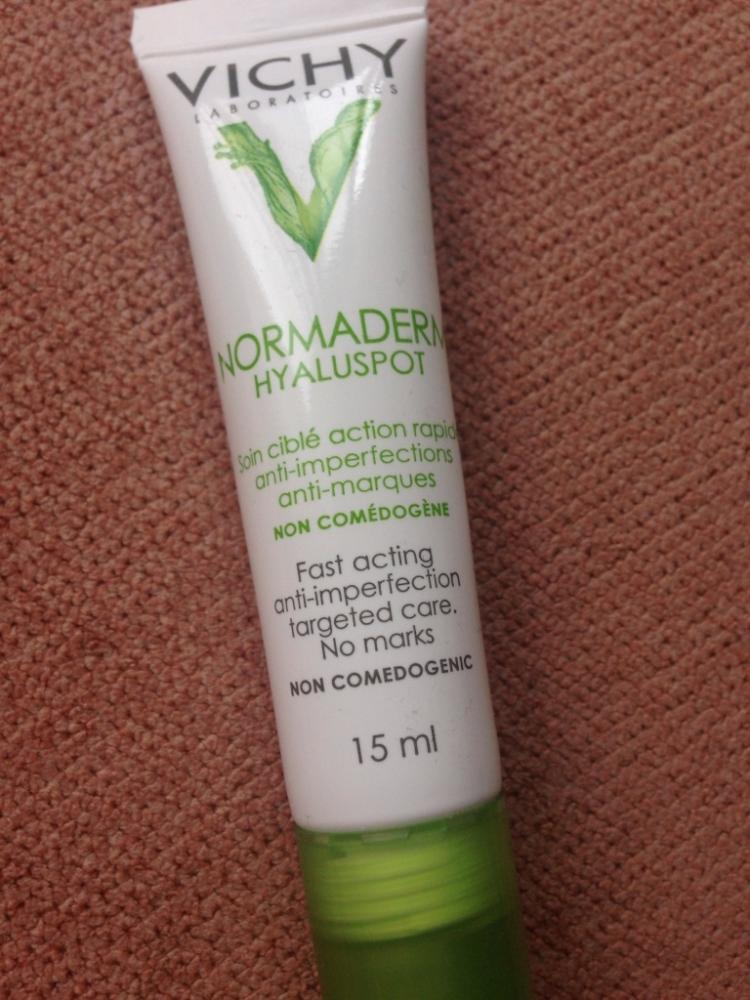 VICHY
LABORATOIRES
NORMADERM
HYALUSPOT
Soin ciblé action rapid
anti-imperfections
anti-marques
NON COMÉDOGÈNE
Fast acting
anti-imperfection
targeted care.
No marks
NON COMEDOGENIC
15 ml